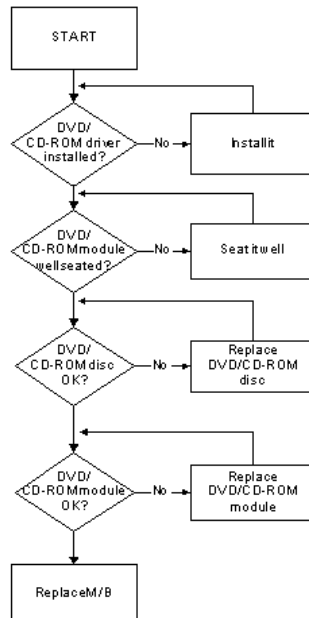 START
DVD/
CD-ROM driver
installed?
No
Installit
DVD/
CD-ROMmodule
wellseated?
No
Seatitwell
DVD/
CD-ROMdisc
OK?
No
Replace
DVD/CD-ROM
disc
DVD/
CD-ROMmodule
OK?
No
Replace
DVD/CD-ROM
module
ReplaceM/B